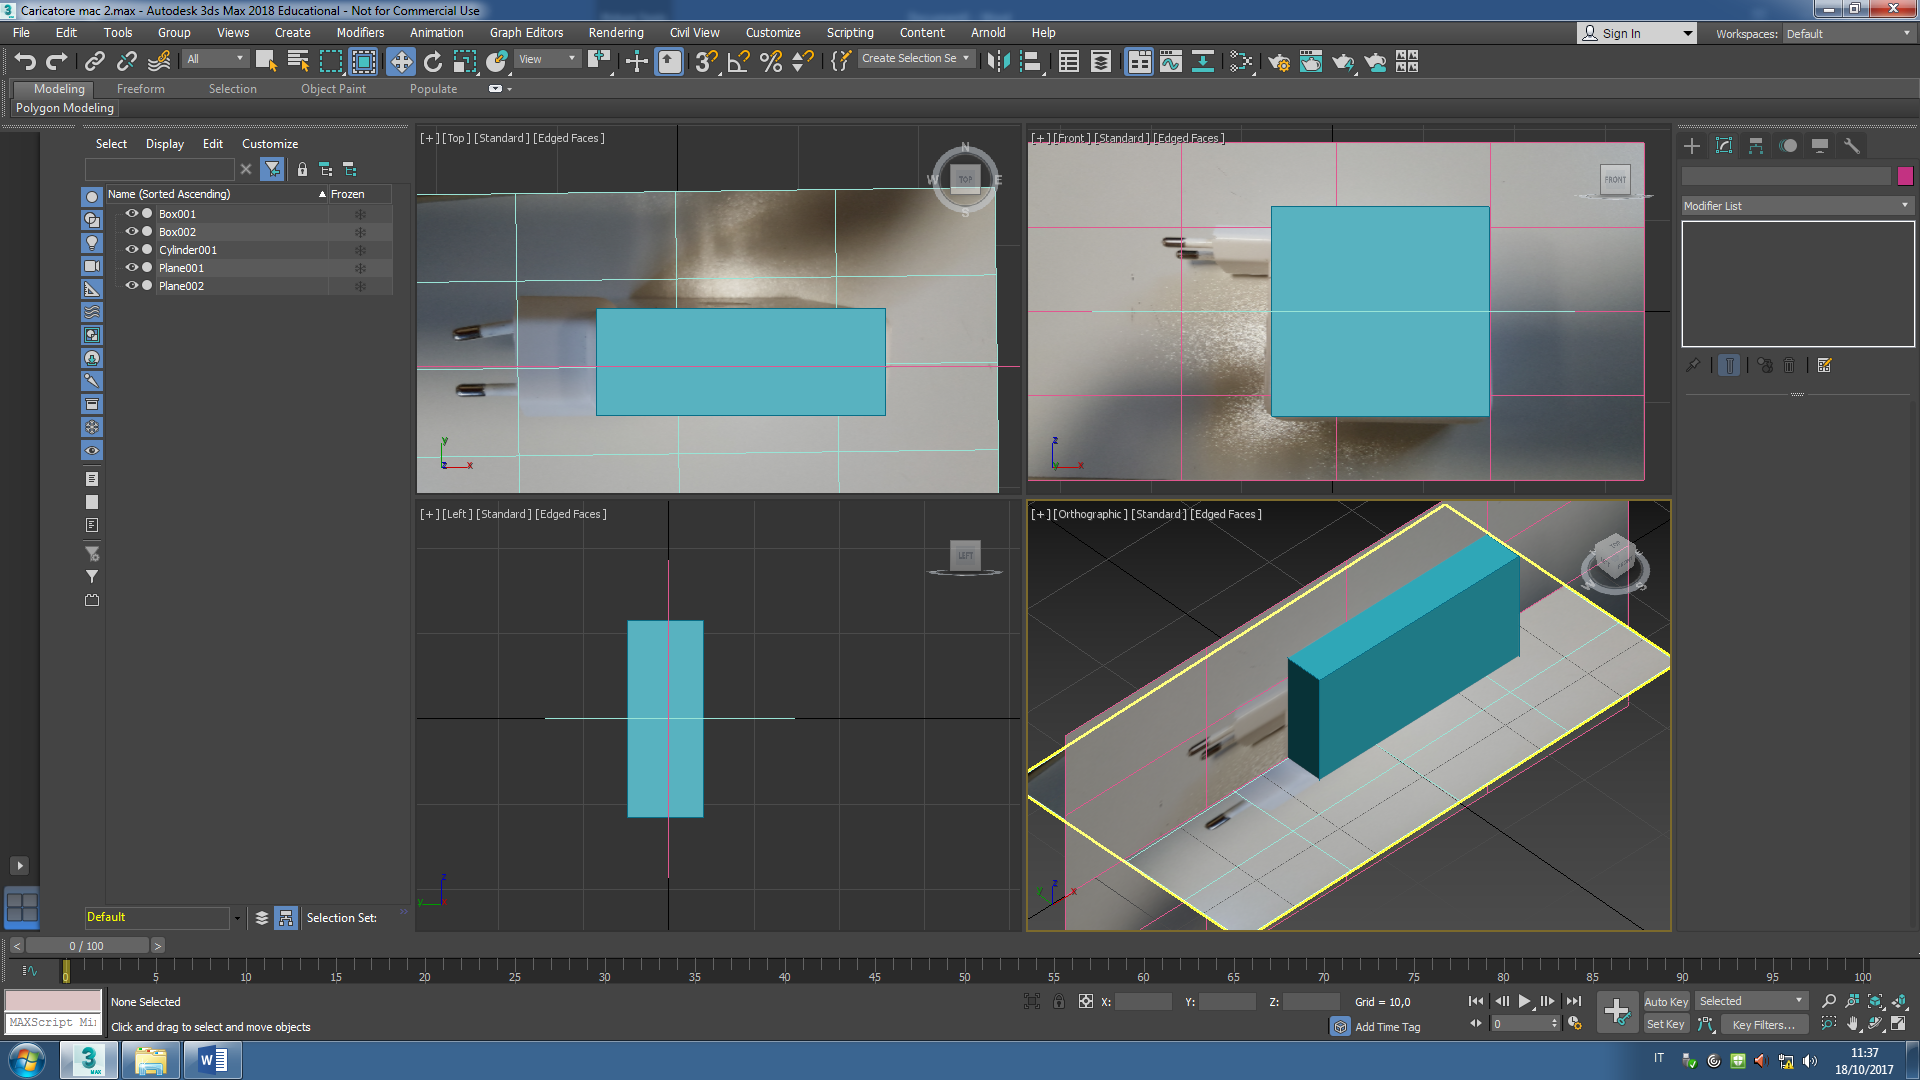 Caricatore mac 2.max - Autodesk 3ds Max 2018 Educational - Not for Commercial Use
File Edit Tools Group Views Create Modifiers Animation Graph Editors Rendering Civil View Customize Scripting Content Arnold Help
Sign In Workspaces: Default
All View Create Selection Se
Modeling Freeform Selection Object Paint Populate
Polygon Modeling
Select Display Edit Customize
Name (Sorted Ascending) Frozen
Box001
Box002
Cylinder001
Plane001
Plane002
[+] [Top] [Standard] [Edged Faces]
N
W TOP E
S
y
z x
[+] [Front] [Standard] [Edged Faces]
FRONT
z
y x
[+] [Left] [Standard] [Edged Faces]
LEFT
z
y
[+] [Orthographic] [Standard] [Edged Faces]
TOP
S
z
y x
Modifier List
Default Selection Set:
< 0 / 100 >
0 5 10 15 20 25 30 35 40 45 50 55 60 65 70 75 80 85 90 95 100
None Selected X: Y: Z: Grid = 10,0 Auto Key Selected
MAXScript Mi
Click and drag to select and move objects Add Time Tag 0 Set Key Key Filters...
3 MAX W IT 11:37
18/10/2017